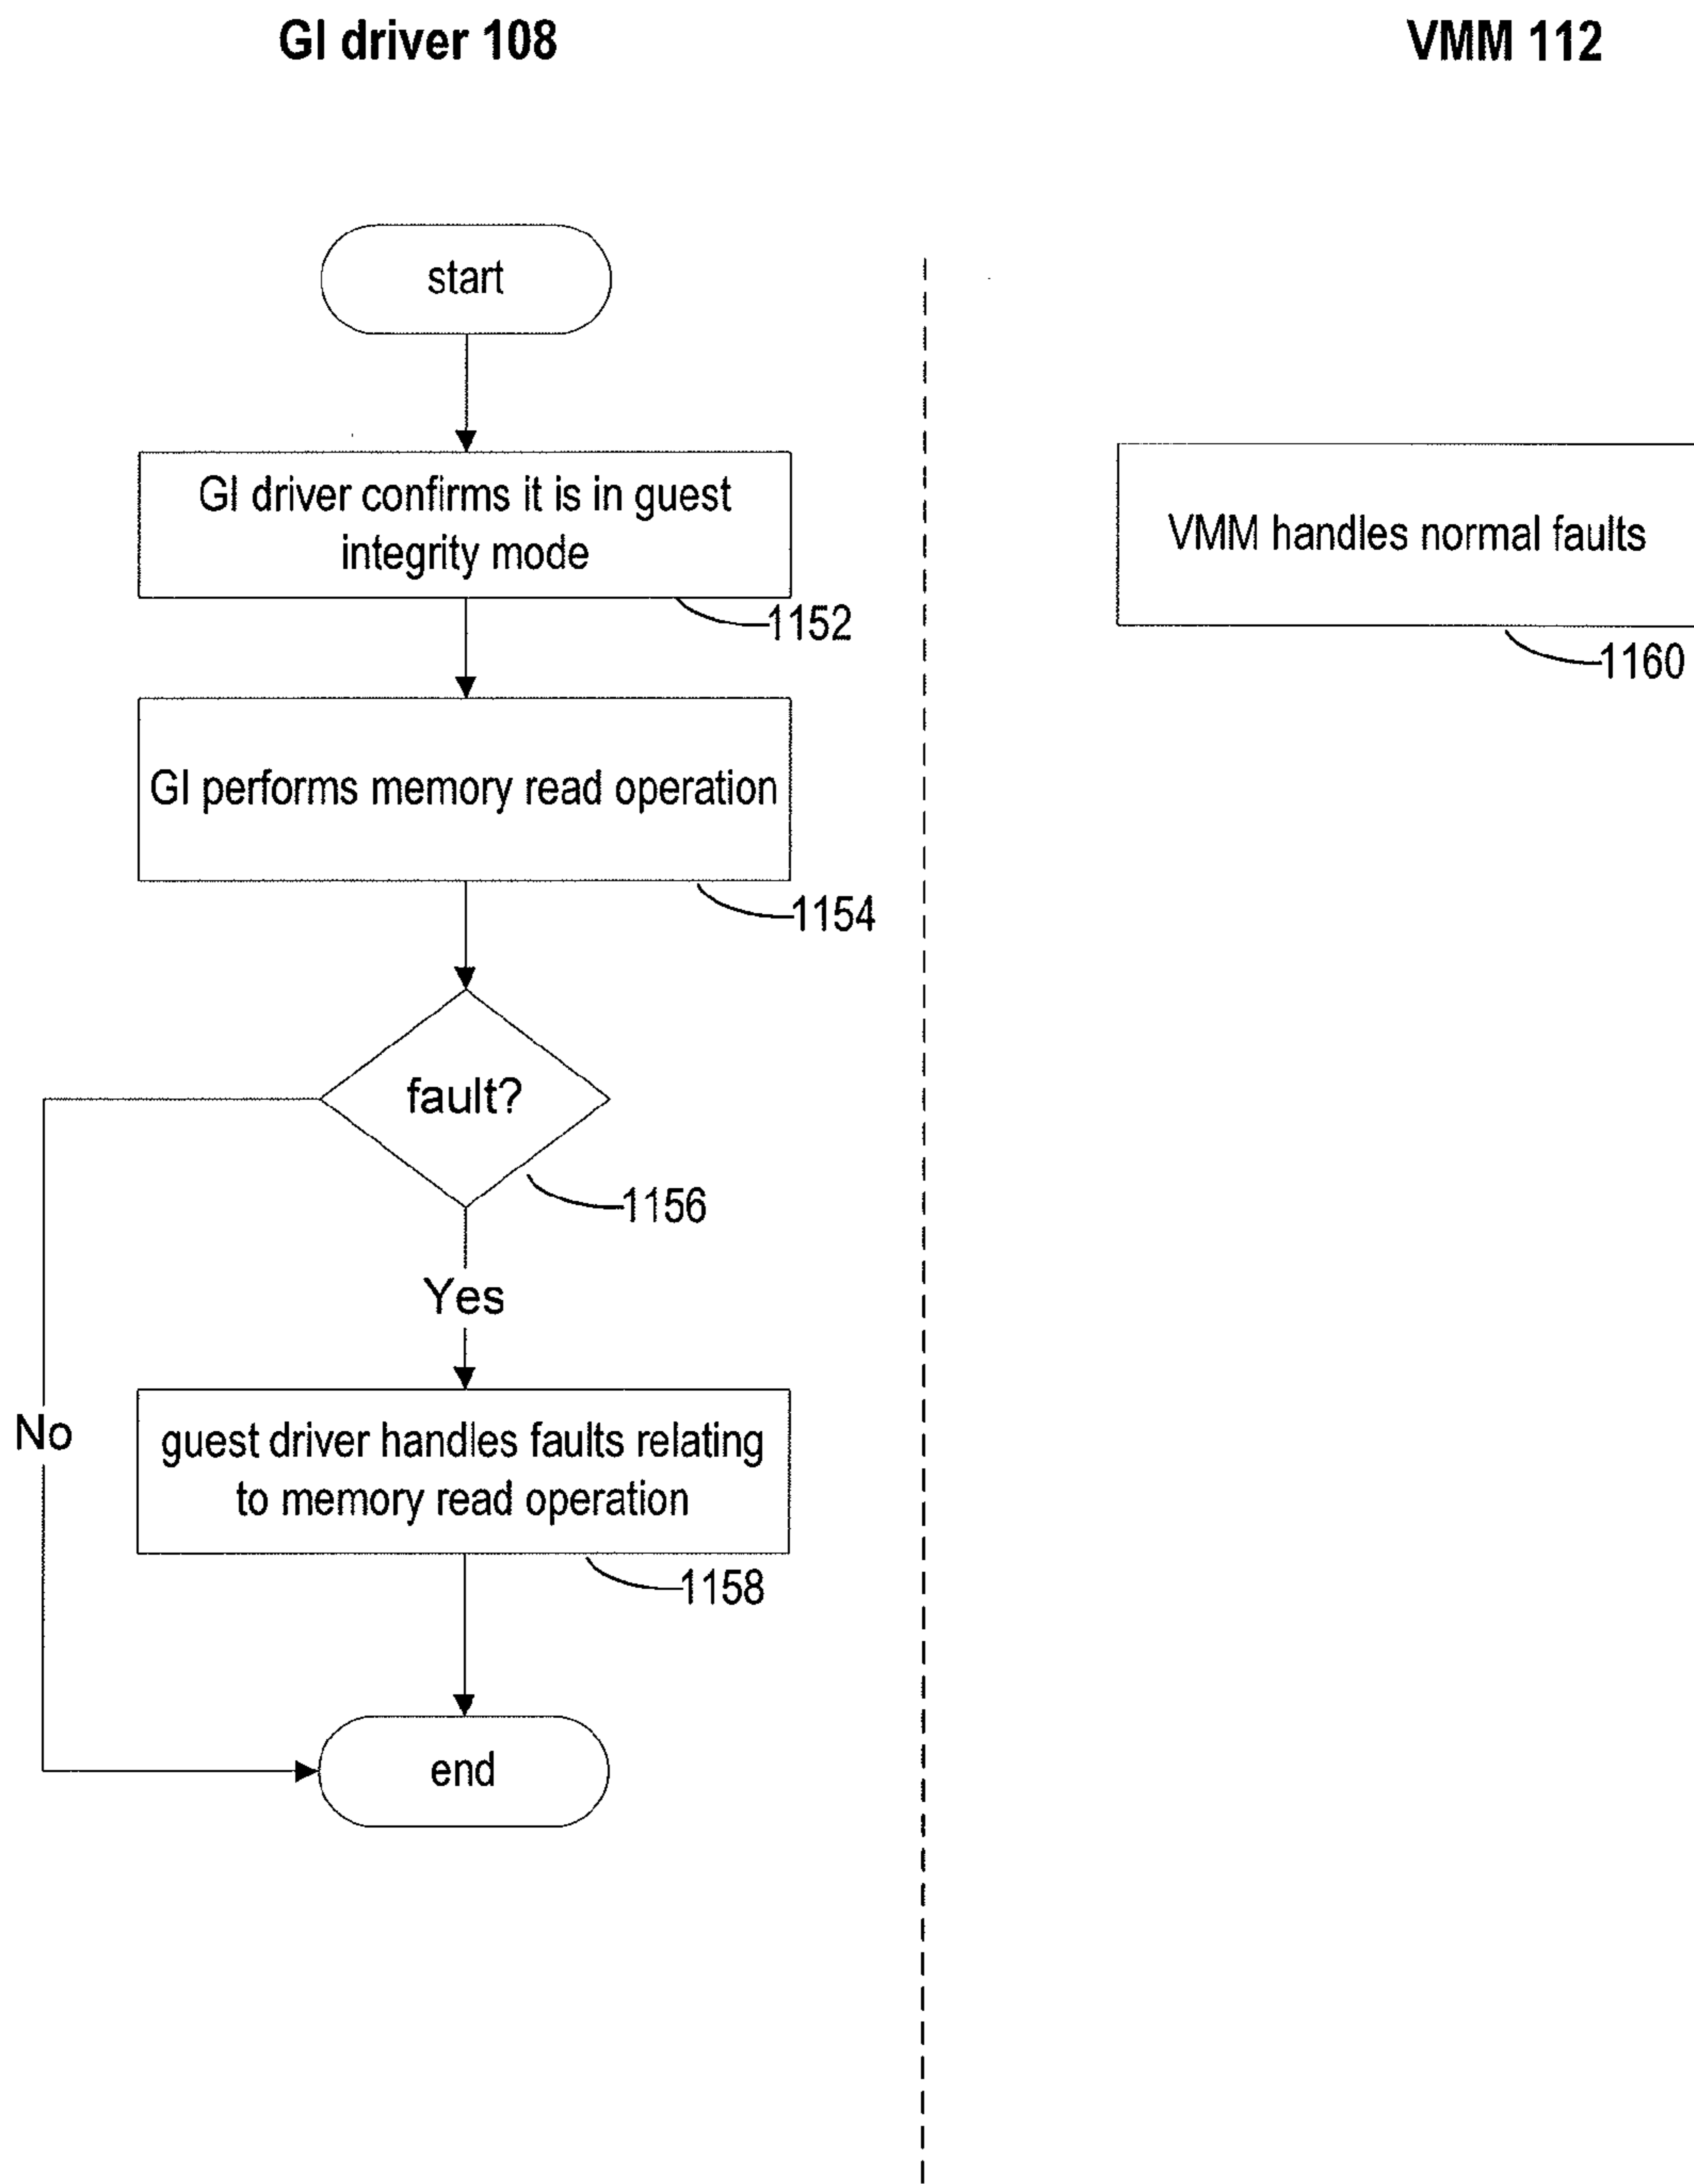 GI driver 108
VMM 112
start
GI driver confirms it is in guest
integrity mode
1152
VMM handles normal faults
1160
GI performs memory read operation
1154
fault?
1156
Yes
No
guest driver handles faults relating
to memory read operation
1158
end